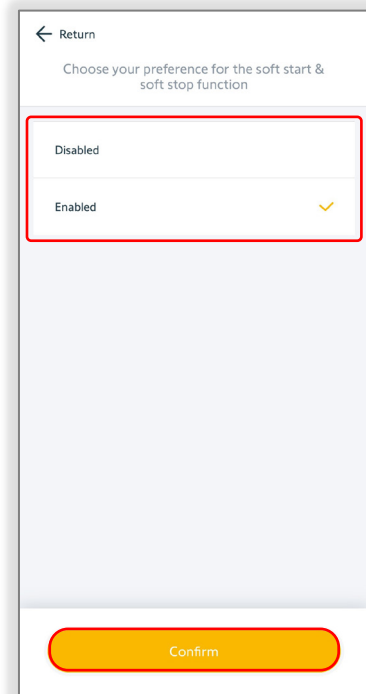 Return
Choose your preference for the soft start &
soft stop function
Disabled
Enabled
Confirm